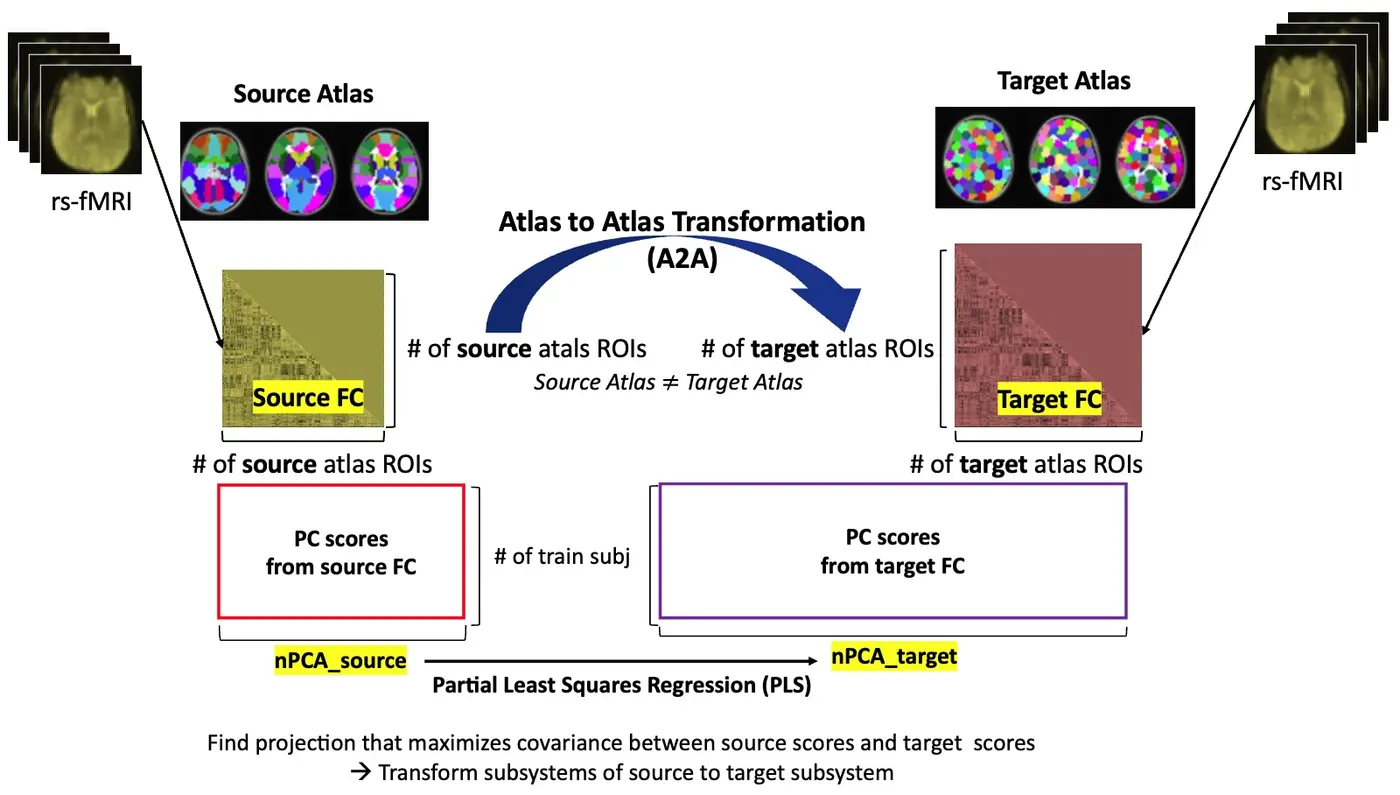 Source Atlas
Target Atlas
rs-fMRI
rs-fMRI
Atlas to Atlas Transformation
(A2A)
# of source atals ROIs
# of target atlas ROIs
Source Atlas ≠ Target Atlas
Source FC
Target FC
# of source atlas ROIs
# of target atlas ROIs
PC scores
from source FC
# of train subj
PC scores
from target FC
nPCA_source
nPCA_target
Partial Least Squares Regression (PLS)
Find projection that maximizes covariance between source scores and target scores
→ Transform subsystems of source to target subsystem